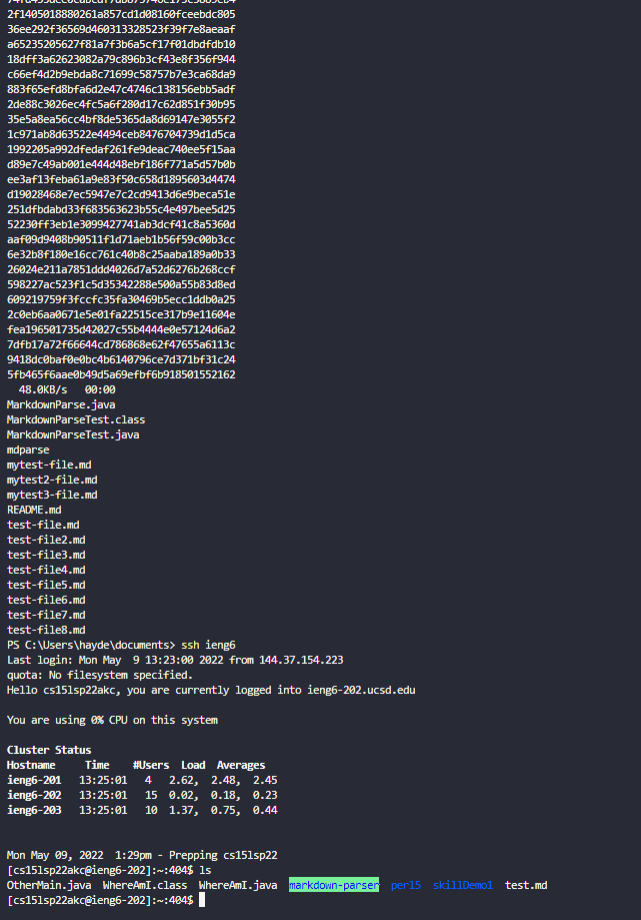 2f1405018880261a857cd1d08160fceebdc805
36ee292f36569d460313328523f39f7e8aeaaf
a65235205627f81a7f3b6a5cf17f01dbdfdb10
18dff3a62623082a79c896b3cf43e8f356f944
c66ef4d2b9ebda8c71699c58757b7e3ca68da9
883f65efd8bfa6d2e47c4746c138156ebb5adf
2de88c3026ec4fc5a6f280d17c62d851f30b95
35e5a8ea56cc4bf8de5365da8d69147e3055f2
1c971ab8d63522e4494ceb8476704739d1d5ca
1992205a992dfedaf261fe9deac740ee5f15aa
d89e7c49ab001e444d48ebf186f771a5d57b0b
ee3af13feba61a9e83f50c658d1895603d4474
d19028468e7ec5947e7c2cd9413d6e9beca51e
251dfbdabd33f683563623b55c4e497bee5d25
52230ff3eb1e3099427741ab3dcf41c8a5360d
aaf09d9408b90511f1d71aeb1b56f59c00b3cc
6e32b8f180e16cc761c40b8c25aaba189a0b33
26024e211a7851ddd4026d7a52d6276b268ccf
598227ac523f1c5d35342288e500a55b83d8ed
609219759f3fccfc35fa30469b5ecc1ddb0a25
2c0eb6aa0671e5e01fa22515ce317b9e11604e
fea196501735d42027c55b4444e0e57124d6a2
7dfb17a72f66644cd786868e62f47655a6113c
9418dc0baf0e0bc4b6140796ce7d371bf31c24
5fb465f6aae0b49d5a69efbf6b918501552162
48.0KB/s   00:00
MarkdownParse.java
MarkdownParseTest.class
MarkdownParseTest.java
mdparse
mytest-file.md
mytest2-file.md
mytest3-file.md
README.md
test-file.md
test-file2.md
test-file3.md
test-file4.md
test-file5.md
test-file6.md
test-file7.md
test-file8.md
PS C:\Users\hayde\documents> ssh ieng6
Last login: Mon May  9 13:23:00 2022 from 144.37.154.223
quota: No filesystem specified.
Hello cs15lsp22akc, you are currently logged into ieng6-202.ucsd.edu
You are using 0% CPU on this system
Cluster Status
Hostname     Time    #Users  Load  Averages
ieng6-201   13:25:01   4   2.62,  2.48,  2.45
ieng6-202   13:25:01   15  0.02,  0.18,  0.23
ieng6-203   13:25:01   10  1.37,  0.75,  0.44
Mon May 09, 2022  1:29pm - Prepping cs15lsp22
[cs15lsp22akc@ieng6-202]:~:404$ ls
OtherMain.java  WhereAmI.class  WhereAmI.java  markdown-parser  perl5  skillDemo1  test.md
[cs15lsp22akc@ieng6-202]:~:404$